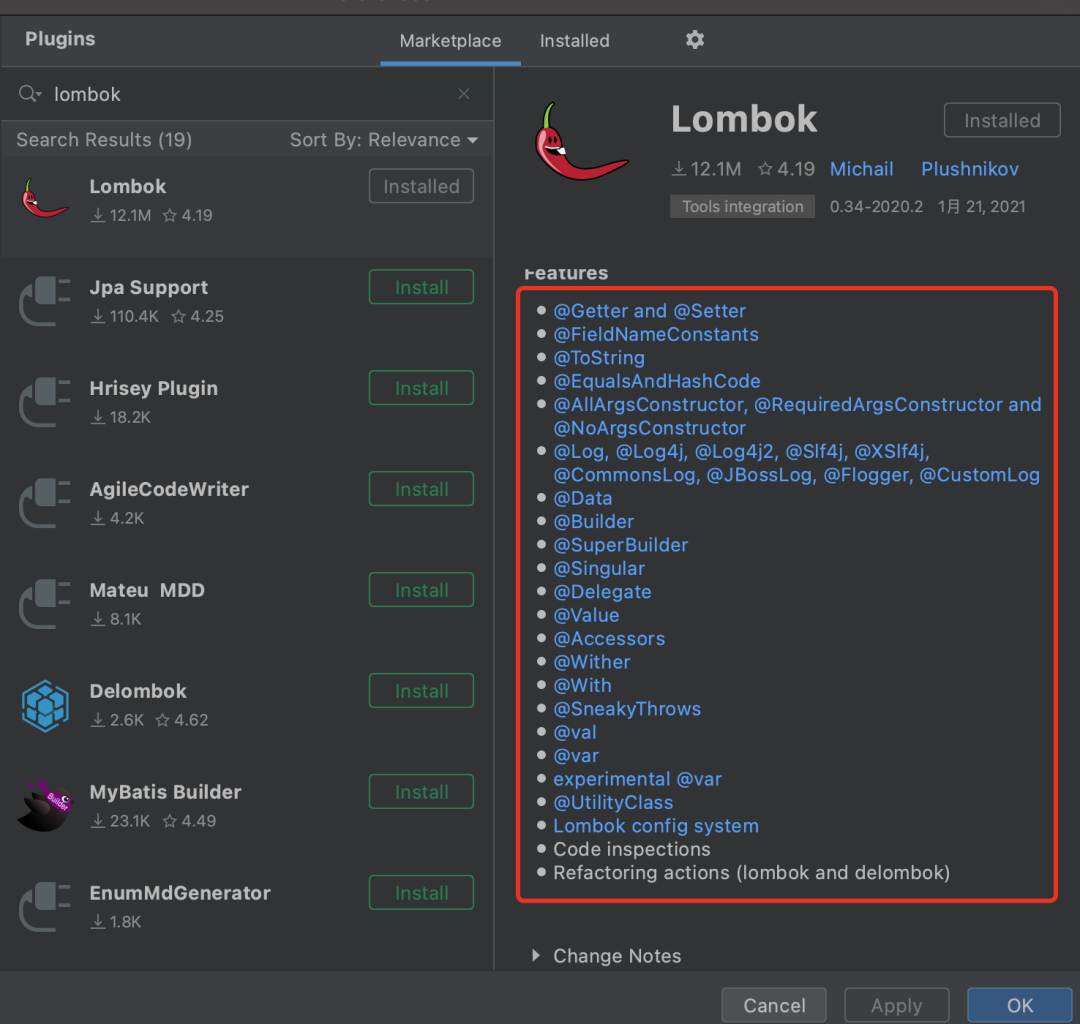 Plugins
Marketplace
Installed
lombok
Search Results (19)
Sort By: Relevance
Lombok
12.1M
4.19
Installed
Jpa Support
110.4K
4.25
Install
Hrisey Plugin
18.2K
Install
AgileCodeWriter
4.2K
Install
Mateu MDD
8.1K
Install
Delombok
2.6K
4.62
Install
Builder
MyBatis Builder
23.1K
4.49
Install
EnumMdGenerator
1.8K
Install
Lombok
Installed
12.1M
4.19
Michail Plushnikov
Tools integration
0.34-2020.2
1月 21, 2021
Features
@Getter and @Setter
@FieldNameConstants
@ToString
@EqualsAndHashCode
@AllArgsConstructor, @RequiredArgsConstructor and
@NoArgsConstructor
@Log, @Log4j, @Log4j2, @Slf4j, @XSlf4j,
@CommonsLog, @JBossLog, @Flogger, @CustomLog
@Data
@Builder
@SuperBuilder
@Singular
@Delegate
@Value
@Accessors
@Wither
@With
@SneakyThrows
@val
@var
experimental @var
@UtilityClass
Lombok config system
Code inspections
Refactoring actions (lombok and delombok)
Change Notes
Cancel
Apply
OK